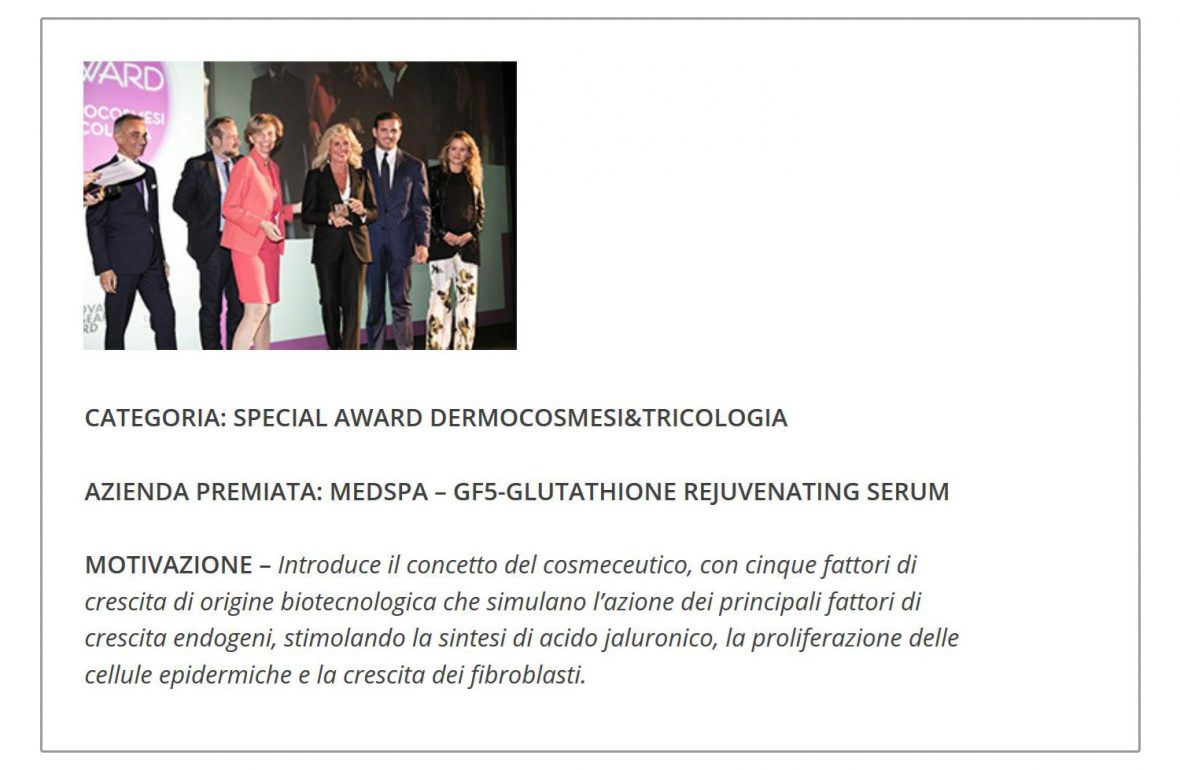 WARD
CATEGORIA: SPECIAL AWARD DERMOCOSMESI&TRICOLOGIA
AZIENDA PREMIATA: MEDSPA – GF5-GLUTATHIONE REJUVENATING SERUM
MOTIVAZIONE – Introduce il concetto del cosmeceutico, con cinque fattori di
crescita di origine biotecnologica che simulano l’azione dei principali fattori di
crescita endogeni, stimolando la sintesi di acido jaluronico, la proliferazione delle
cellule epidermiche e la crescita dei fibroblasti.